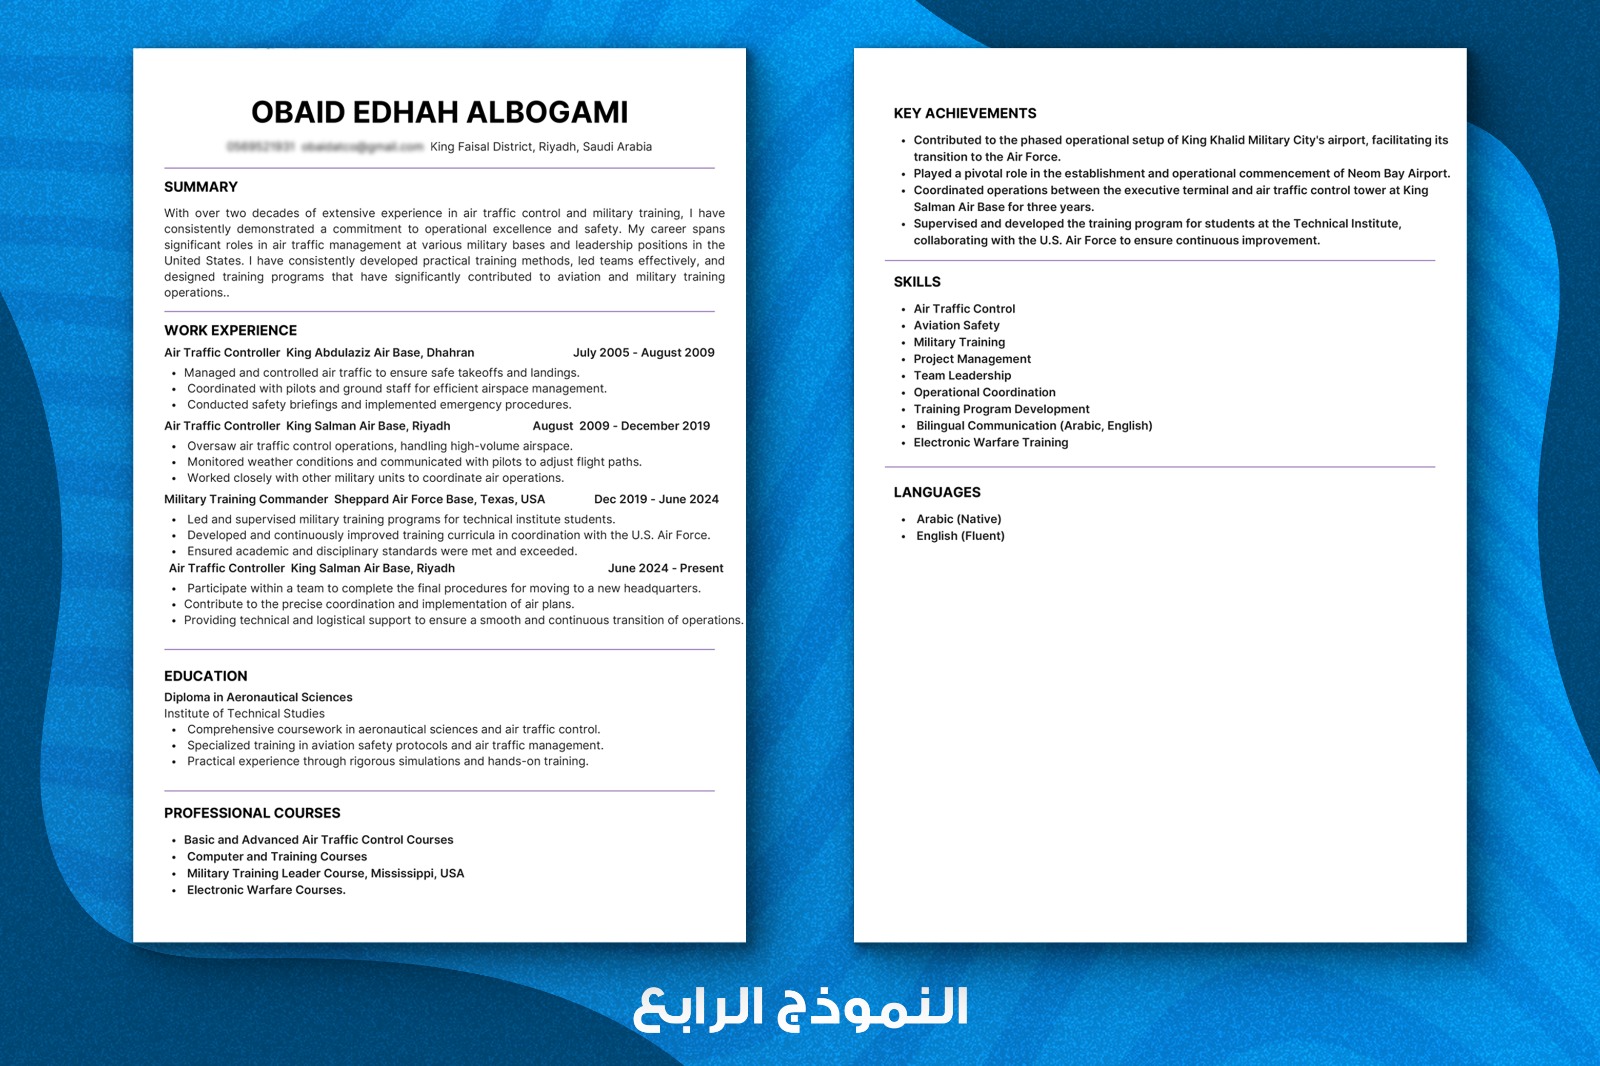 OBAID EDHAH ALBOGAMI
King Faisal District, Riyadh, Saudi Arabia
SUMMARY
With over two decades of extensive experience in air traffic control and military training, I have
consistently demonstrated a commitment to operational excellence and safety. My career spans
significant roles in air traffic management at various military bases and leadership positions in the
United States. I have consistently developed practical training methods, led teams effectively, and
designed training programs that have significantly contributed to aviation and military training
operations..
WORK EXPERIENCE
Air Traffic Controller King Abdulaziz Air Base, Dhahran July 2005 - August 2009
• Managed and controlled air traffic to ensure safe takeoffs and landings.
• Coordinated with pilots and ground staff for efficient airspace management.
• Conducted safety briefings and implemented emergency procedures.
Air Traffic Controller King Salman Air Base, Riyadh August 2009 - December 2019
• Oversaw air traffic control operations, handling high-volume airspace.
• Monitored weather conditions and communicated with pilots to adjust flight paths.
• Worked closely with other military units to coordinate air operations.
Military Training Commander Sheppard Air Force Base, Texas, USA Dec 2019 - June 2024
• Led and supervised military training programs for technical institute students.
• Developed and continuously improved training curricula in coordination with the U.S. Air Force.
• Ensured academic and disciplinary standards were met and exceeded.
Air Traffic Controller King Salman Air Base, Riyadh June 2024 - Present
• Participate within a team to complete the final procedures for moving to a new headquarters.
• Contribute to the precise coordination and implementation of air plans.
• Providing technical and logistical support to ensure a smooth and continuous transition of operations.
EDUCATION
Diploma in Aeronautical Sciences
Institute of Technical Studies
• Comprehensive coursework in aeronautical sciences and air traffic control.
• Specialized training in aviation safety protocols and air traffic management.
• Practical experience through rigorous simulations and hands-on training.
PROFESSIONAL COURSES
• Basic and Advanced Air Traffic Control Courses
• Computer and Training Courses
• Military Training Leader Course, Mississippi, USA
• Electronic Warfare Courses.
KEY ACHIEVEMENTS
• Contributed to the phased operational setup of King Khalid Military City's airport, facilitating its
transition to the Air Force.
• Played a pivotal role in the establishment and operational commencement of Neom Bay Airport.
• Coordinated operations between the executive terminal and air traffic control tower at King
Salman Air Base for three years.
• Supervised and developed the training program for students at the Technical Institute,
collaborating with the U.S. Air Force to ensure continuous improvement.
SKILLS
• Air Traffic Control
• Aviation Safety
• Military Training
• Project Management
• Team Leadership
• Operational Coordination
• Training Program Development
• Bilingual Communication (Arabic, English)
• Electronic Warfare Training
LANGUAGES
• Arabic (Native)
• English (Fluent)
النموذج الرابع